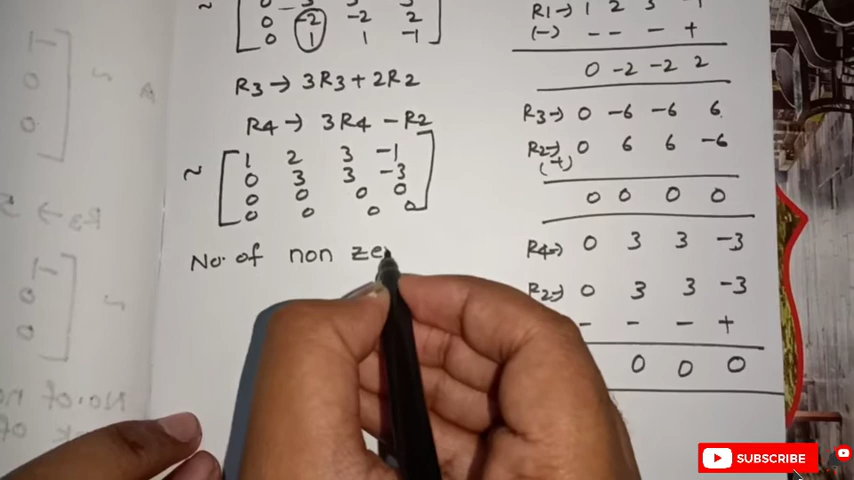 ~ 0 -2 -2 2
0 1 1 -1
R3→ 3R3+2R2
R4→ 3R4 -R2
~ 1 2 3 -1
0 3 3 -3
0 0 0 0
0 0 0 0
No. of non ze
R1→ 1 2 3 -1
(-) - - - +
0 -2 -2 2
R3→ 0 -6 -6 6
R2→ 0 6 6 -6
(+)
0 0 0 0
R4→ 0 3 3 -3
R2→ 0 3 3 -3
- - - +
0 0 0
SUBSCRIBE